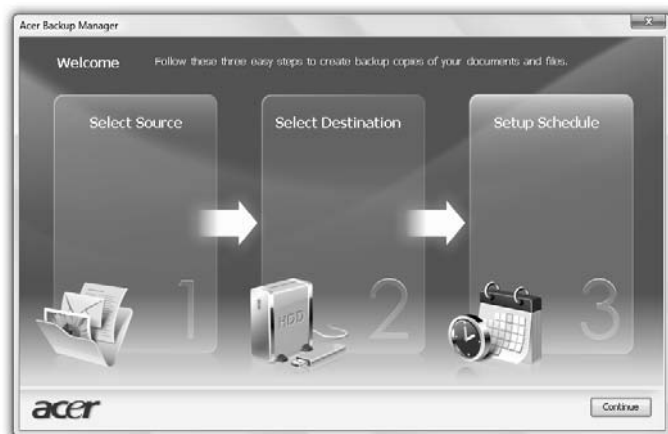 Acer Backup Manager
Welcome
Follow these three easy steps to create backup copies of your documents and files.
Select Source
Select Destination
Setup Schedule
HDD
1
2
3
acer
Continue